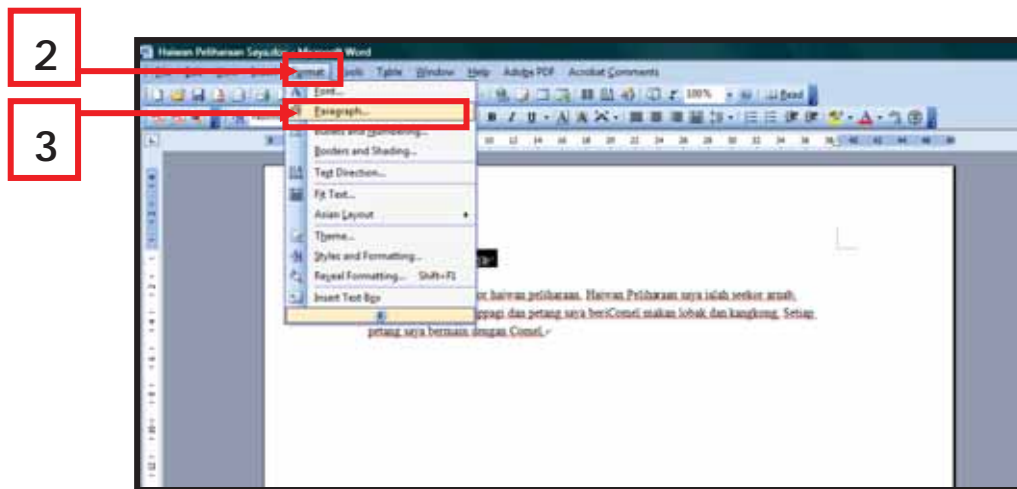 2
3
Haiwan Peliharaan Saya.doc - Microsoft Word
Format Tools Table Window Help Adobe PDF Acrobat Comments
Font...
100% Read
Paragraph...
Bullets and Numbering...
Borders and Shading...
Text Direction...
Fit Text...
Asian Layout
Theme...
Styles and Formatting...
Reveal Formatting... Shift+F1
Insert Text Box
haiwan peliharaan. Haiwan Peliharaan saya ialah seekor arnab.
dan petang saya beriComel makan lobak dan kangkong. Setiap
petang saya bermain dengan Comel.